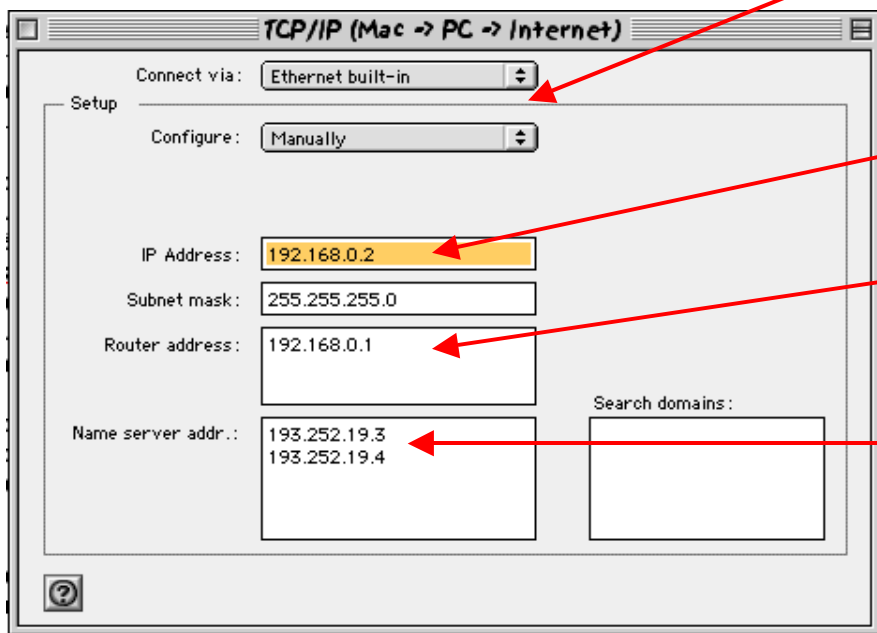 TCP/IP (Mac -> PC -> Internet)
Connect via: Ethernet built-in
Setup
Configure: Manually
IP Address: 192.168.0.2
Subnet mask: 255.255.255.0
Router address: 192.168.0.1
Search domains:
Name server addr.: 193.252.19.3
193.252.19.4
?